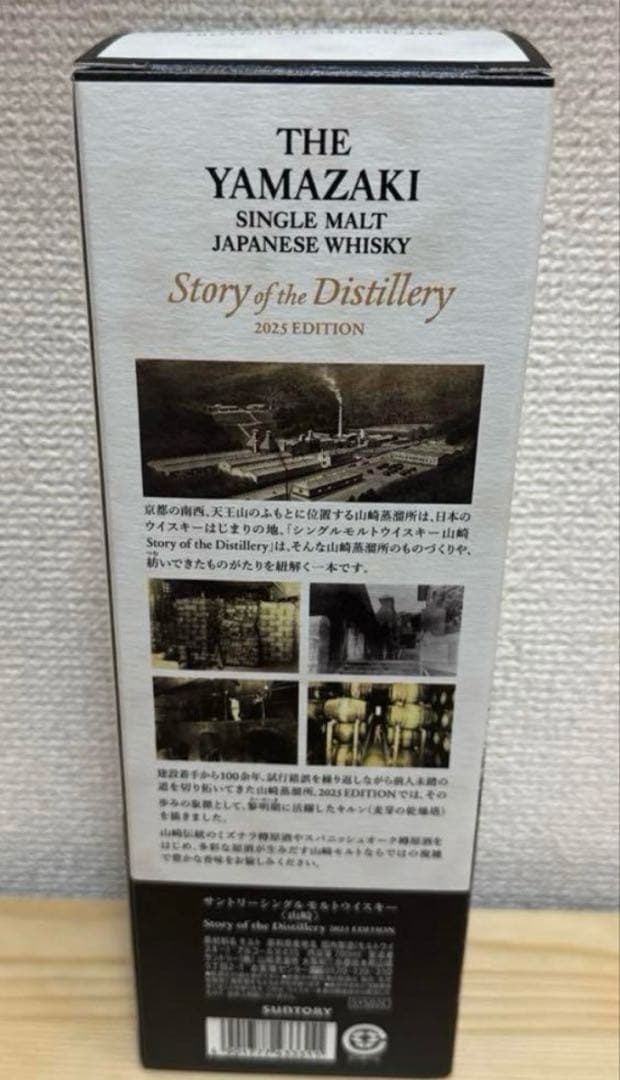 THE
YAMAZAKI
SINGLE MALT
JAPANESE WHISKY
Story of the Distillery
2025 EDITION
京都の南西、天王山のふもとに位置する山崎蒸溜所は、日本の
ウイスキーはじまりの地。「シングルモルトウイスキー山崎
Story of the Distillery」は、そんな山崎蒸溜所のものづくりや、
紡いできたものがたりを紐解く一本です。
建設着手から100余年、試行錯誤を繰り返しながら前人未踏の
道を切り拓いてきた山崎蒸溜所。2025 EDITIONでは、その
歩みの象徴として、黎明期に活躍したキルン（麦芽の乾燥塔）
を描きました。
山崎伝統のミズナラ樽原酒やスパニッシュオーク樽原酒を
はじめ、多彩な原酒が生みだす山崎モルトならではの複雑
で豊かな香味をお愉しみください。
サントリーシングルモルトウイスキー
〈山崎〉
Story of the Distillery 2025 EDITION
SUNTORY